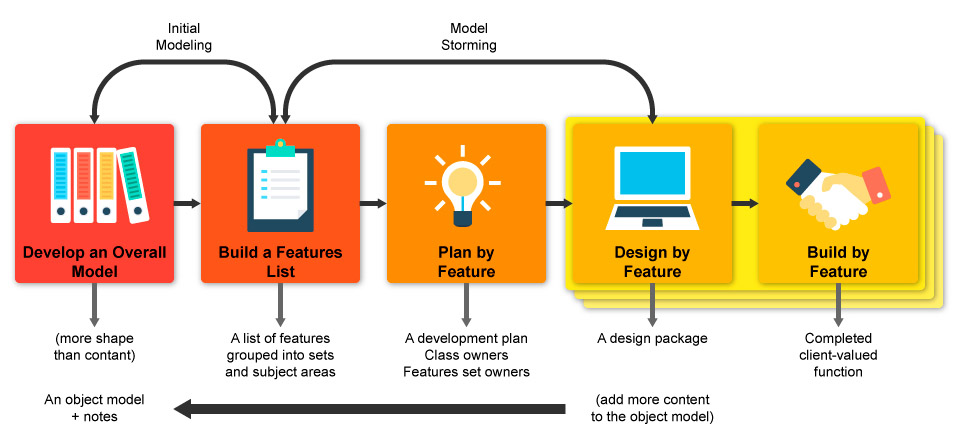 Initial
Modeling
Model
Storming
Develop an Overall
Model
Build a Features
List
Plan by
Feature
Design by
Feature
Build by
Feature
(more shape
than contant)
A list of features
grouped into sets
and subject areas
A development plan
Class owners
Features set owners
A design package
Completed
client-valued
function
An object model
+ notes
(add more content
to the object model)